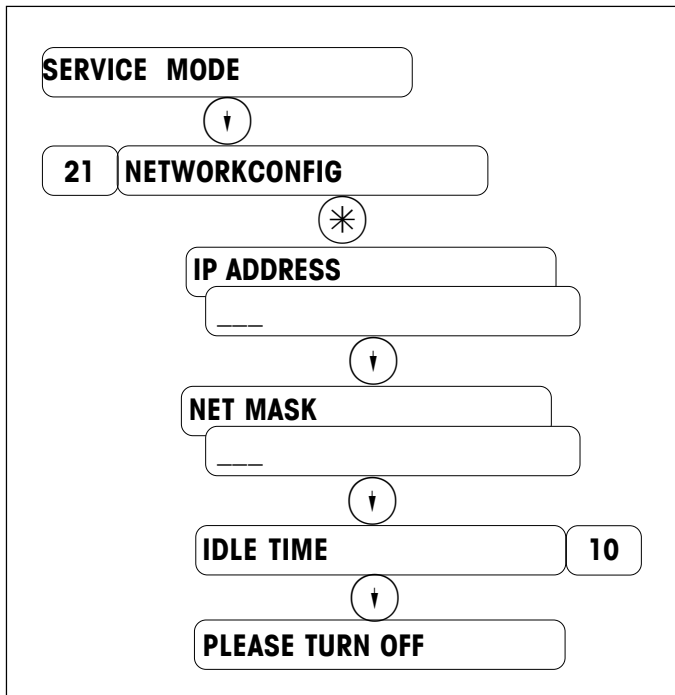 SERVICE MODE
21 NETWORKCONFIG
IP ADDRESS
___
NET MASK
___
IDLE TIME 10
PLEASE TURN OFF